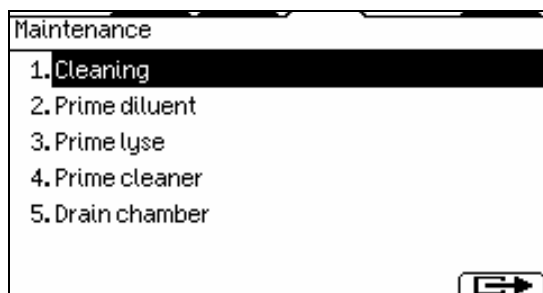 Maintenance
1. Cleaning
2. Prime diluent
3. Prime lyse
4. Prime cleaner
5. Drain chamber